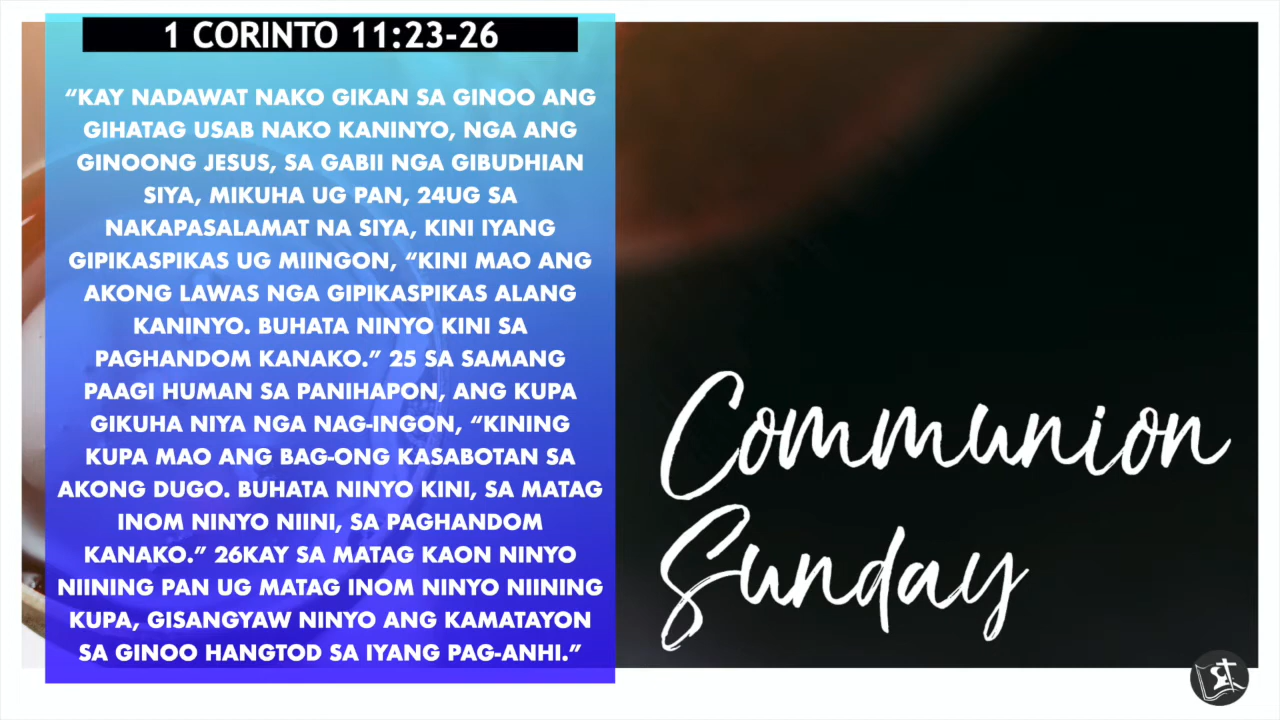 1 CORINTO 11:23-26
“KAY NADAWAT NAKO GIKAN SA GINOO ANG
GIHATAG USAB NAKO KANINYO, NGA ANG
GINOONG JESUS, SA GABII NGA GIBUDHIAN
SIYA, MIKUHA UG PAN, 24UG SA
NAKAPASALAMAT NA SIYA, KINI IYANG
GIPIKASPIKAS UG MIINGON, “KINI MAO ANG
AKONG LAWAS NGA GIPIKASPIKAS ALANG
KANINYO. BUHATA NINYO KINI SA
PAGHANDOM KANAKO.” 25 SA SAMANG
PAAGI HUMAN SA PANIHAPON, ANG KUPA
GIKUHA NIYA NGA NAG-INGON, “KINING
KUPA MAO ANG BAG-ONG KASABOTAN SA
AKONG DUGO. BUHATA NINYO KINI, SA MATAG
INOM NINYO NIINI, SA PAGHANDOM
KANAKO.” 26KAY SA MATAG KAON NINYO
NIINING PAN UG MATAG INOM NINYO NIINING
KUPA, GISANGYAW NINYO ANG KAMATAYON
SA GINOO HANGTOD SA IYANG PAG-ANHI.”
Communion
Sunday